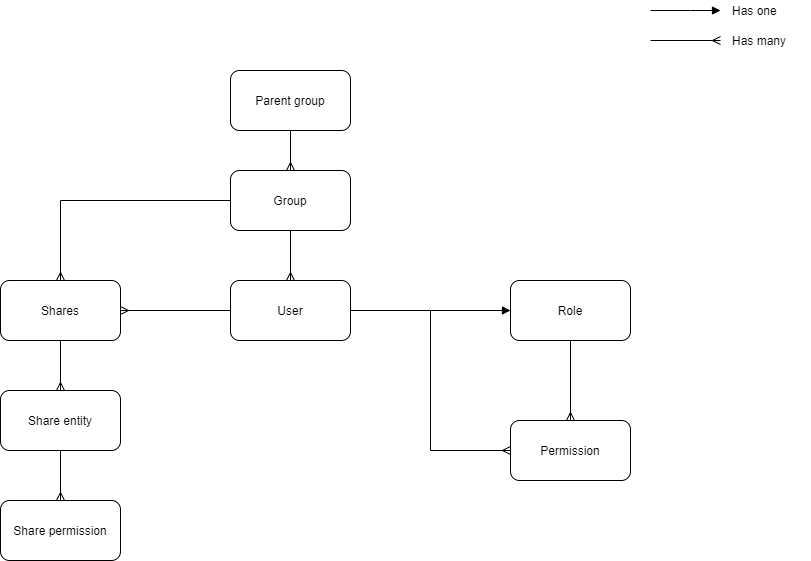 Has one
Has many
Parent group
Group
Shares
User
Role
Share entity
Permission
Share permission